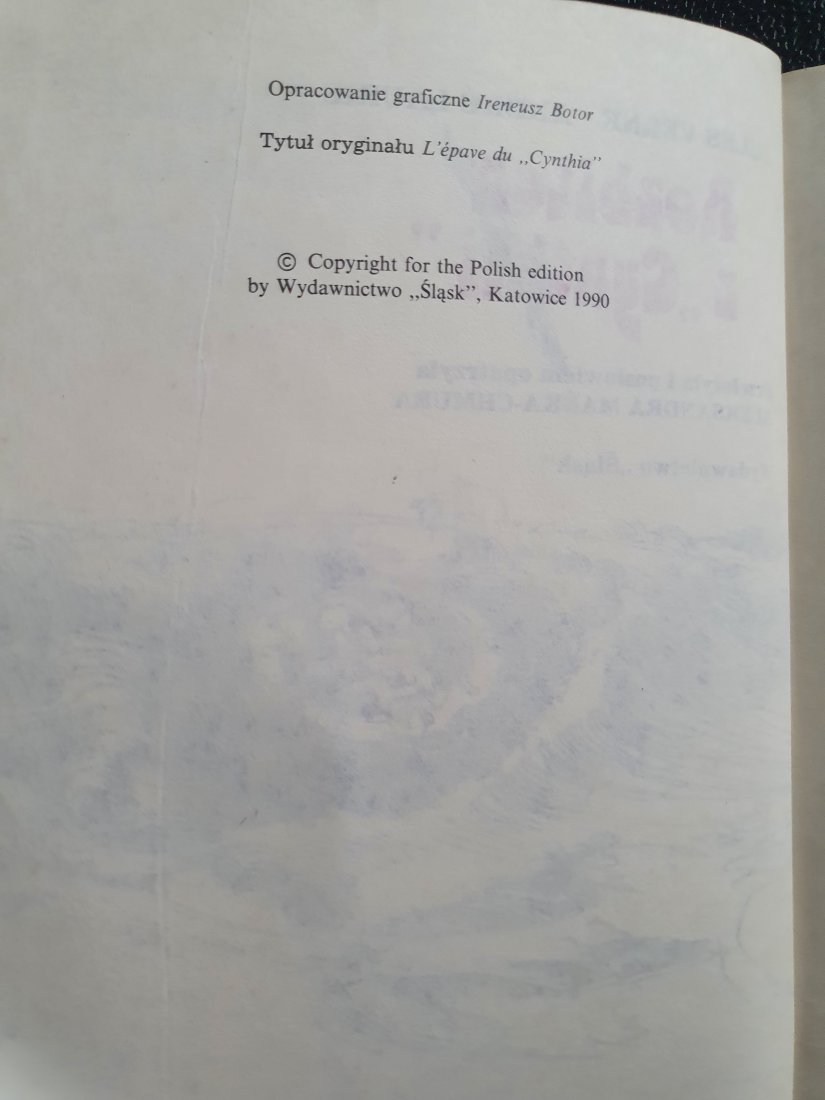 Opracowanie graficzne Ireneusz Botor
Tytuł oryginału L'épave du ,,Cynthia"
© Copyright for the Polish edition
by Wydawnictwo ,,Śląsk", Katowice 1990